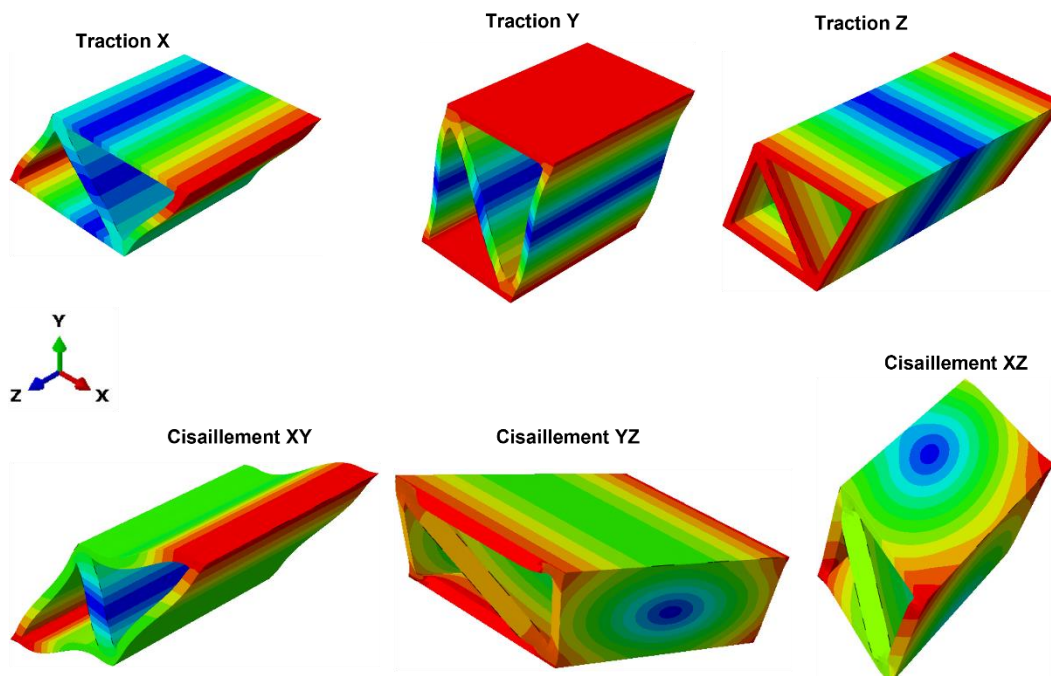 Traction X
Traction Y
Traction Z
Y
Z
X
Cisaillement XY
Cisaillement YZ
Cisaillement XZ